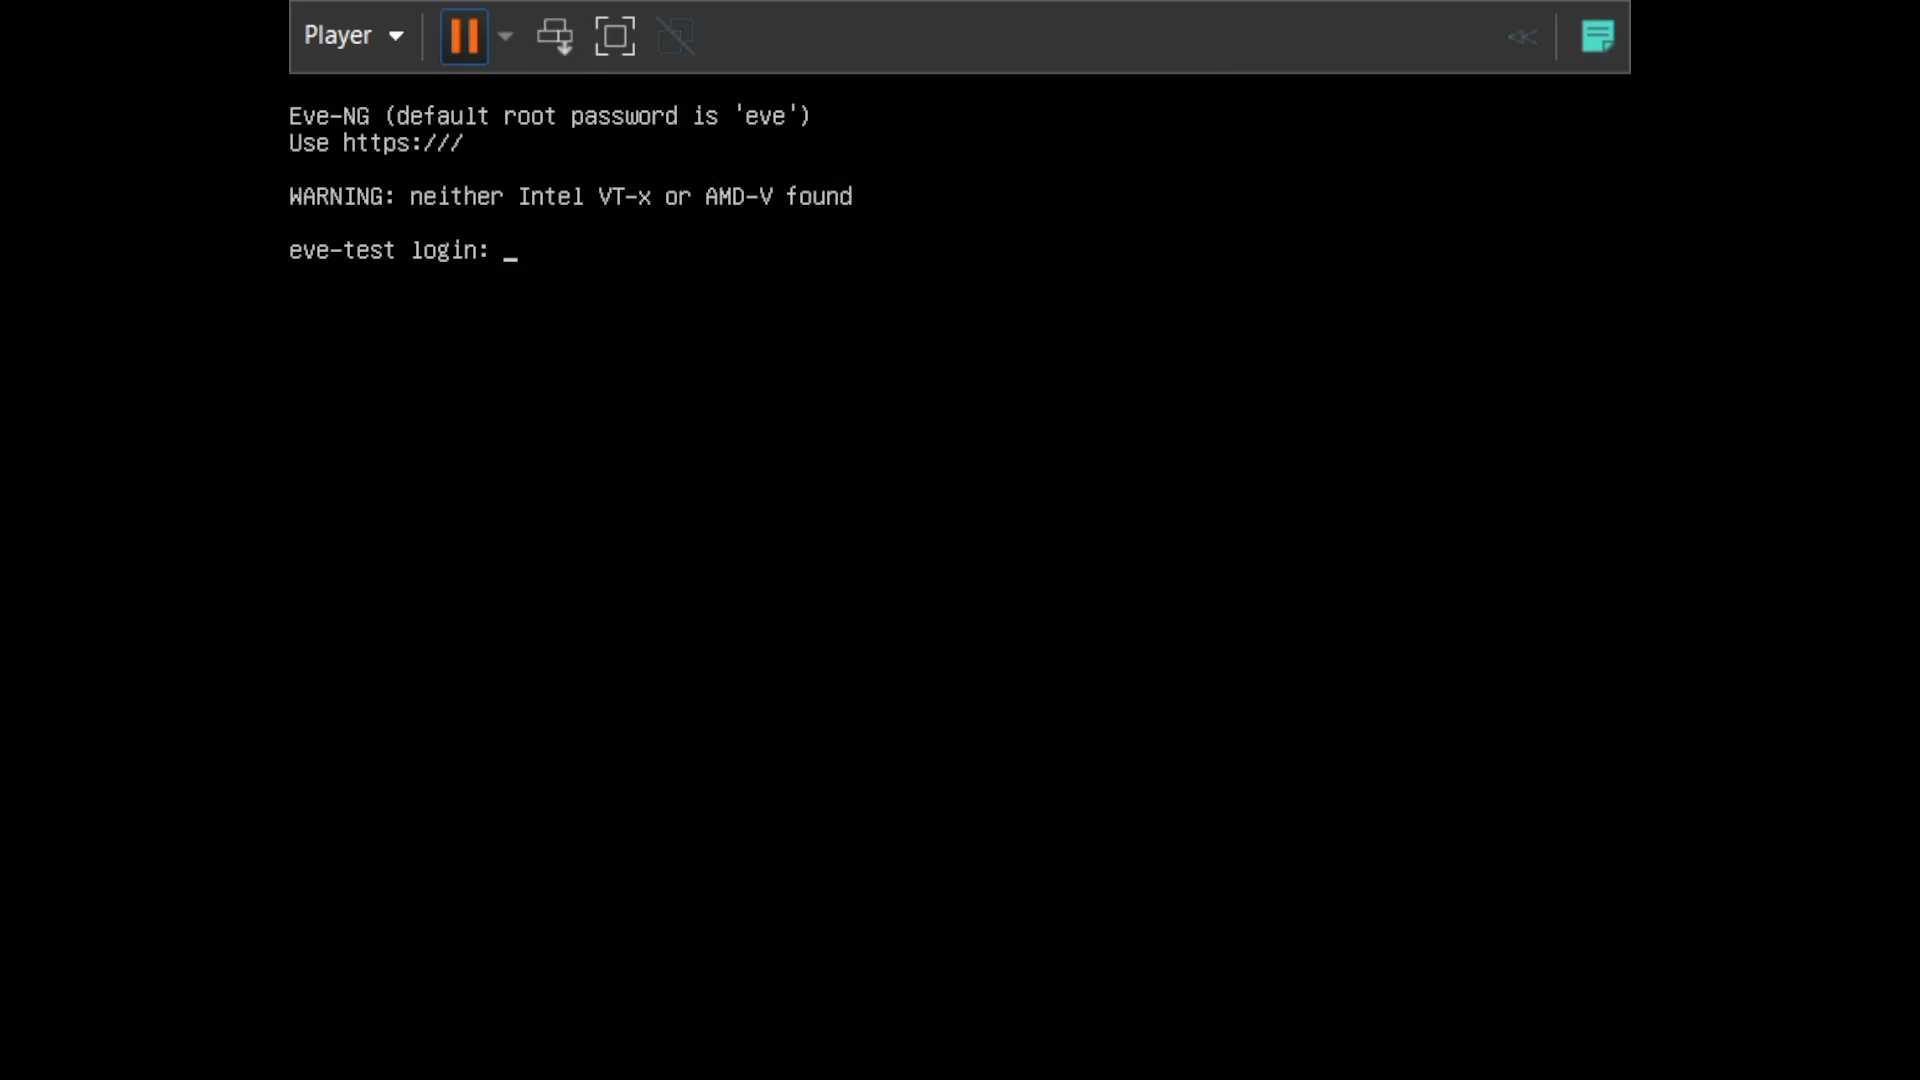 Player
Eve-NG (default root password is 'eve')
Use https:///
WARNING: neither Intel VT-x or AMD-V found
eve-test login: _